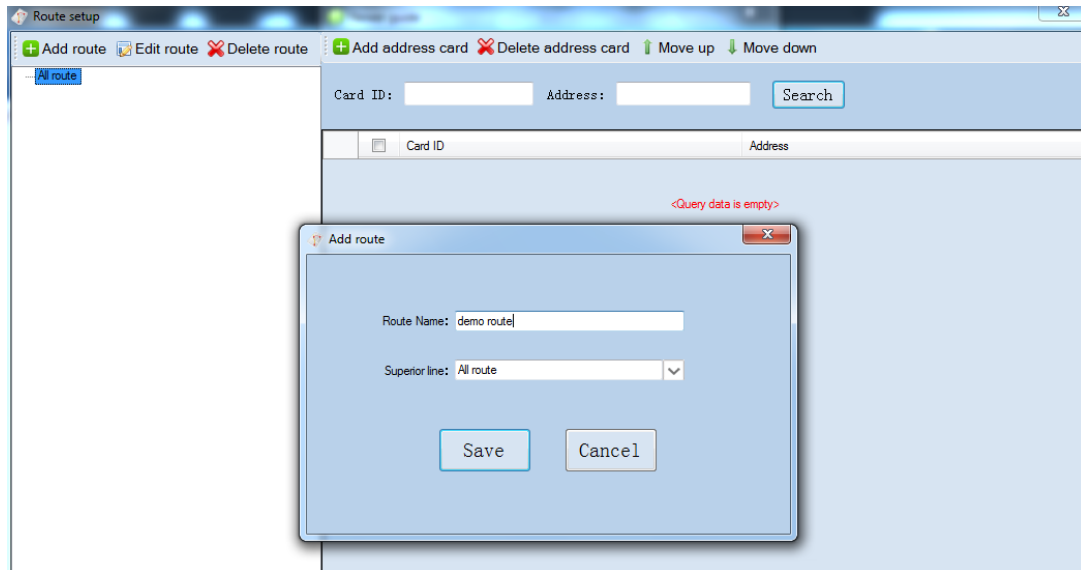 Route setup
Add route Edit route Delete route Add address card Delete address card Move up Move down
All route
Card ID: Address: Search
Card ID Address
<Query data is empty>
Add route
Route Name: demo route
Superior line: All route
Save Cancel